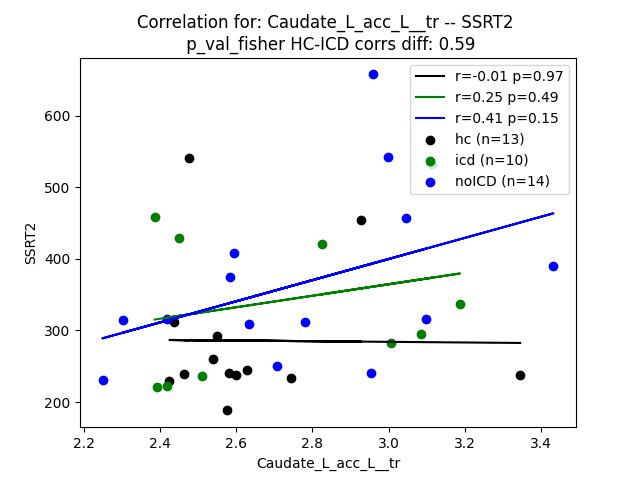 Correlation for: Caudate_L_acc_L__tr -- SSRT2
p_val_fisher HC-ICD corrs diff: 0.59
r=-0.01 p=0.97
r=0.25 p=0.49
r=0.41 p=0.15
hc (n=13)
icd (n=10)
noICD (n=14)
600
500
400
300
200
SSRT2
2.2 2.4 2.6 2.8 3.0 3.2 3.4
Caudate_L_acc_L__tr